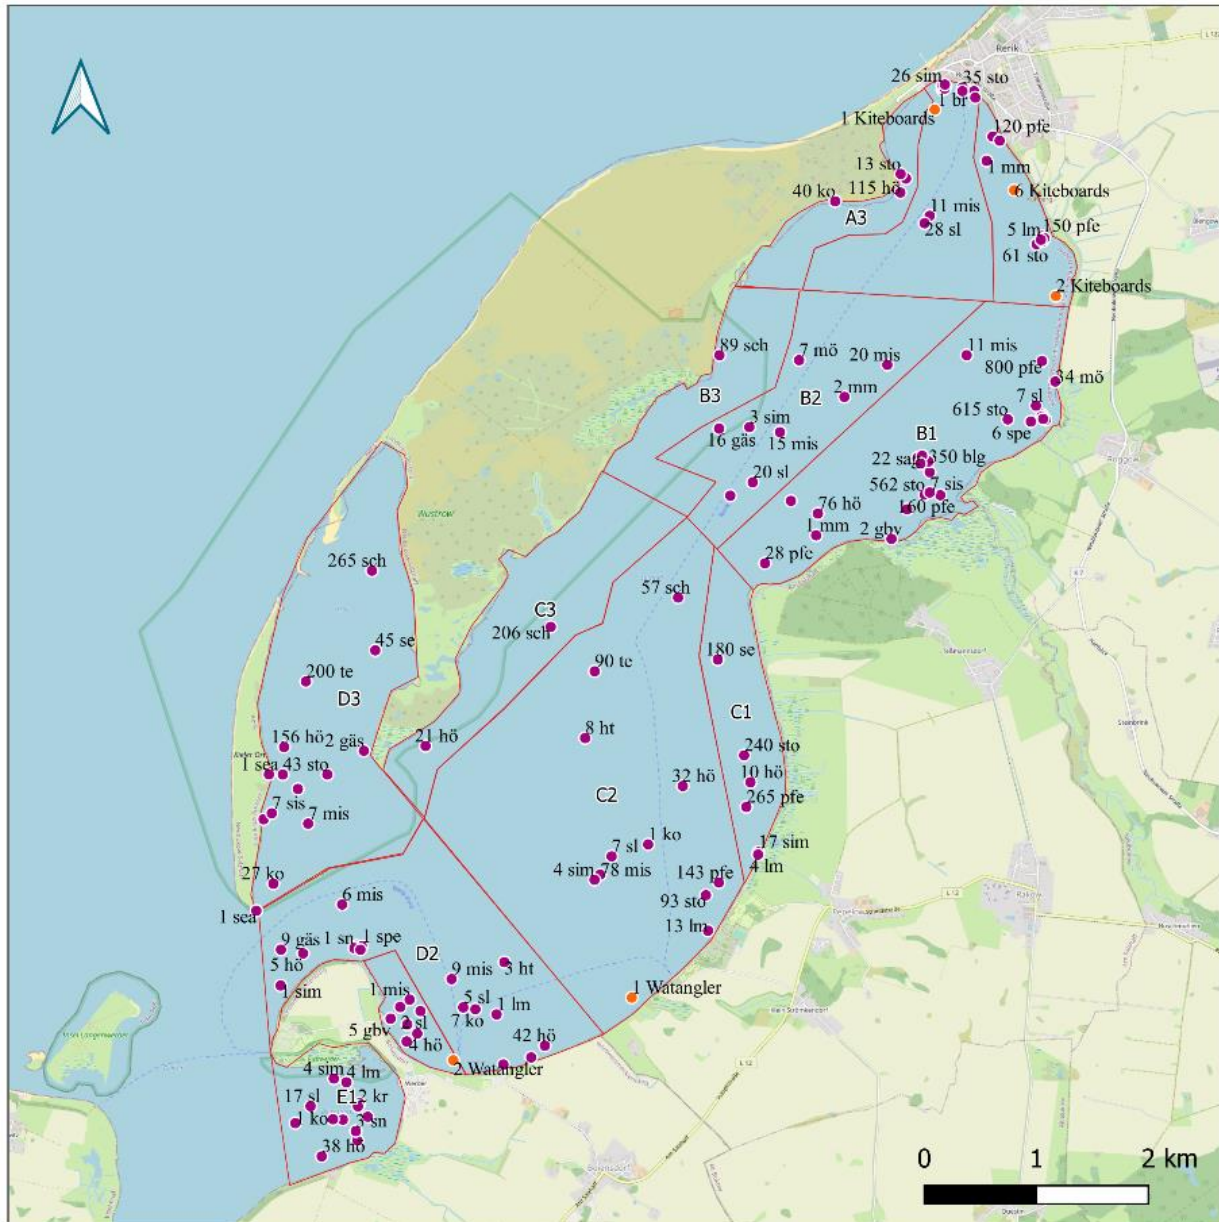 Rerik
26 sim
35 sto
1 br
1 Kiteboards
120 pfe
1 mm
13 sto
115 hö
40 ko
A3
6 Kiteboards
11 mis
28 sl
5 lm
150 pfe
61 sto
2 Kiteboards
89 sch
7 mö
20 mis
11 mis
800 pfe
34 mö
2 mm
B3
B2
7 sl
3 sim
16 gäs
15 mis
615 sto
6 spe
B1
22 sag
350 blg
20 sl
562 sto
7 sis
76 hö
160 pfe
1 mm
2 gbv
28 pfe
Wustrow
265 sch
57 sch
C3
206 sch
45 se
180 se
200 te
90 te
D3
C1
8 ht
156 hö
2 gäs
21 hö
240 sto
1 sea
43 sto
10 hö
32 hö
C2
265 pfe
7 sis
7 mis
1 ko
17 sim
7 sl
4 lm
4 sim
78 mis
143 pfe
27 ko
93 sto
6 mis
1 sea
13 lm
9 gäs
1 sn
1 spe
5 hö
D2
9 mis
3 ht
1 sim
1 mis
5 sl
1 lm
7 ko
1 Watangler
5 gbv
2 sl
4 hö
42 hö
2 Watangler
4 sim
4 lm
17 sl
2 kr
E1
1 ko
3 sn
38 hö
L 12
L 12
0 1 2 km